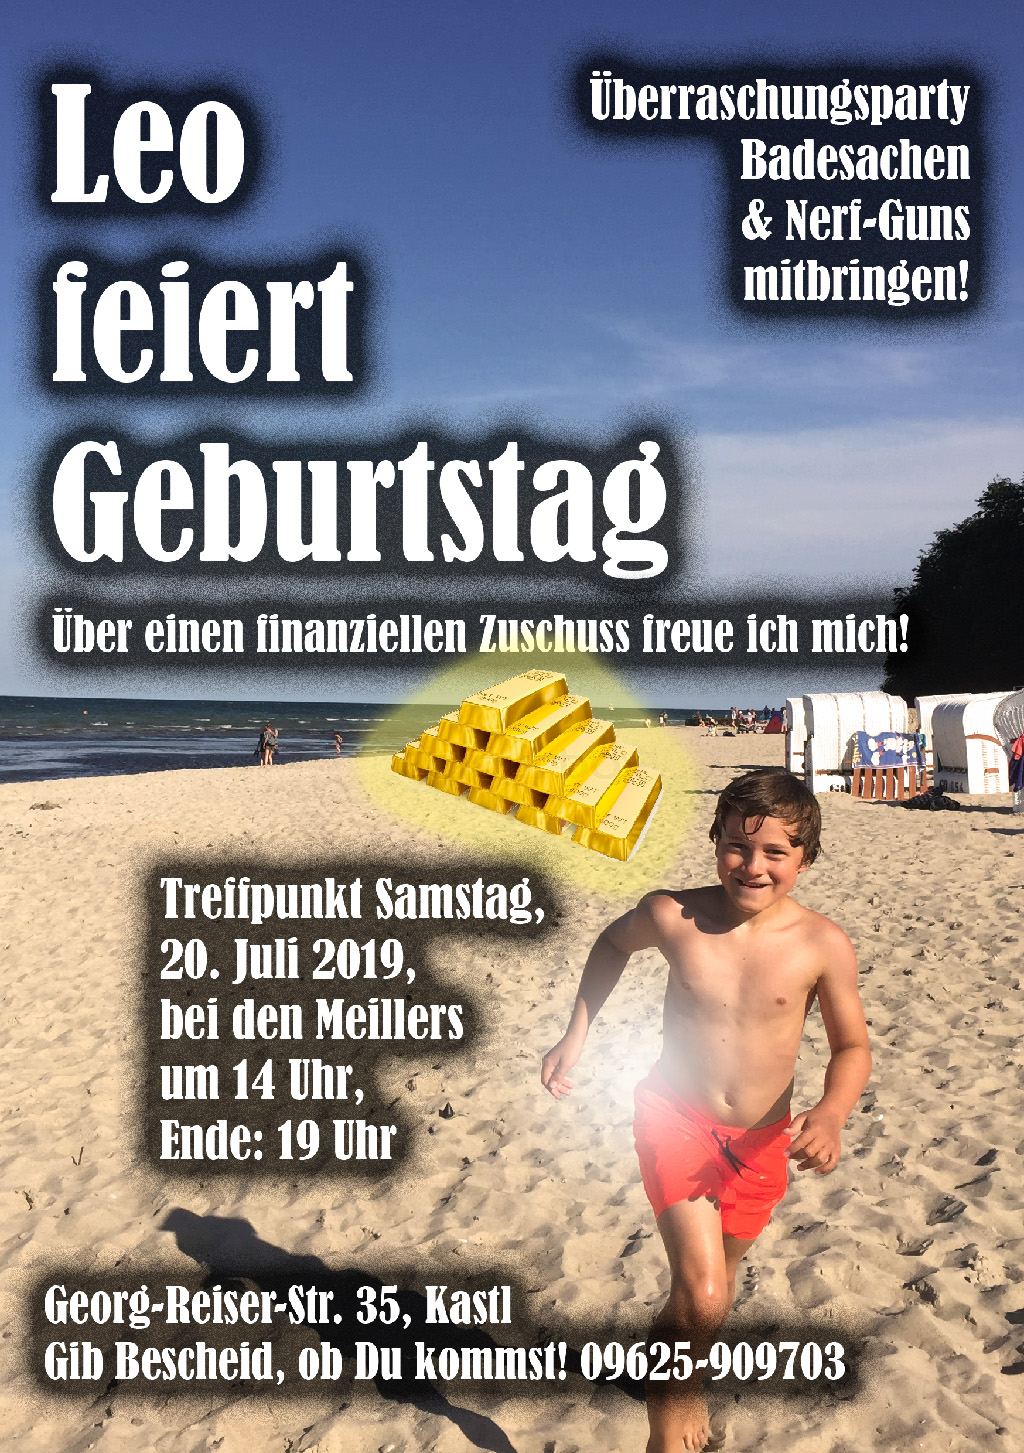 Leo
feiert
Geburtstag
Überraschungsparty
Badesachen
& Nerf-Guns
mitbringen!
Über einen finanziellen Zuschuss freue ich mich!
Treffpunkt Samstag,
20. Juli 2019,
bei den Meillers
um 14 Uhr,
Ende: 19 Uhr
Georg-Reiser-Str. 35, Kastl
Gib Bescheid, ob Du kommst! 09625-909703